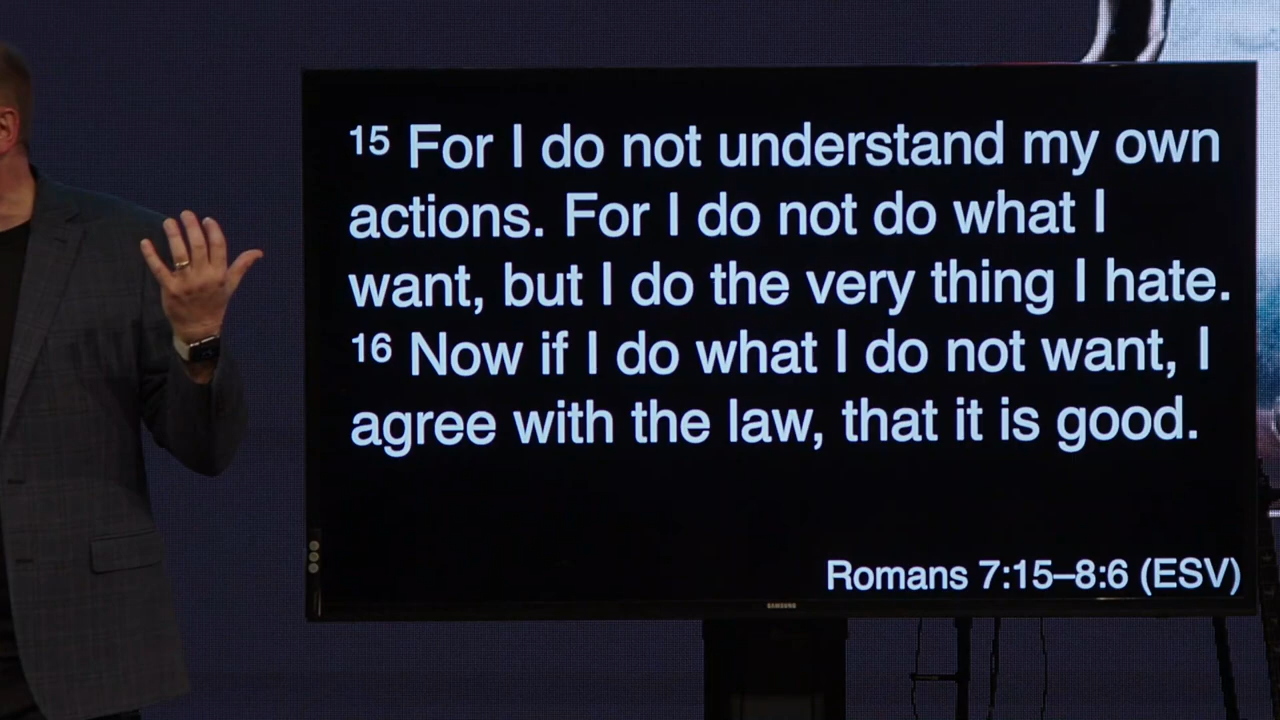 15 For I do not understand my own
actions. For I do not do what I
want, but I do the very thing I hate.
16 Now if I do what I do not want, I
agree with the law, that it is good.
Romans 7:15–8:6 (ESV)
SAMSUNG